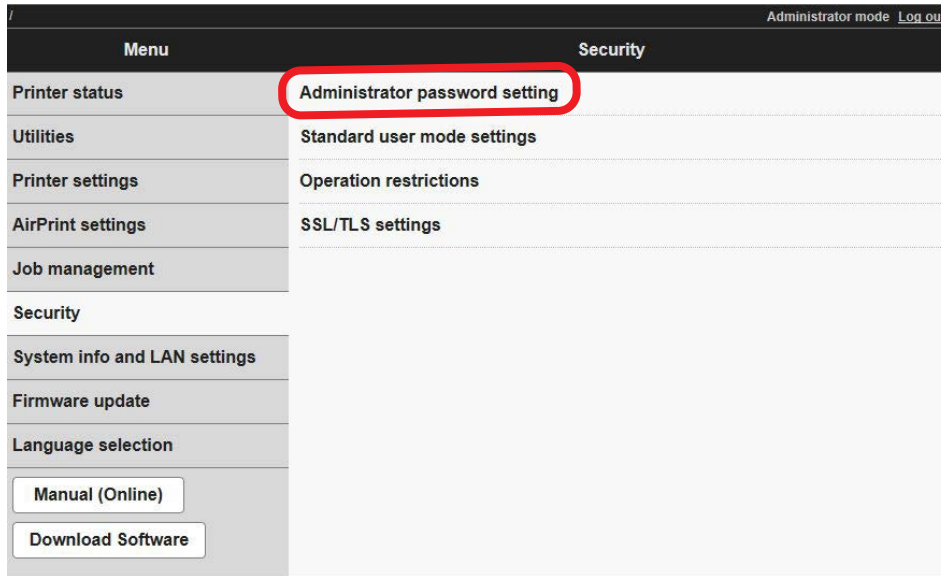 /
Administrator mode Log ou
Menu
Security
Printer status
Utilities
Printer settings
AirPrint settings
Job management
Security
System info and LAN settings
Firmware update
Language selection
Manual (Online)
Download Software
Administrator password setting
Standard user mode settings
Operation restrictions
SSL/TLS settings